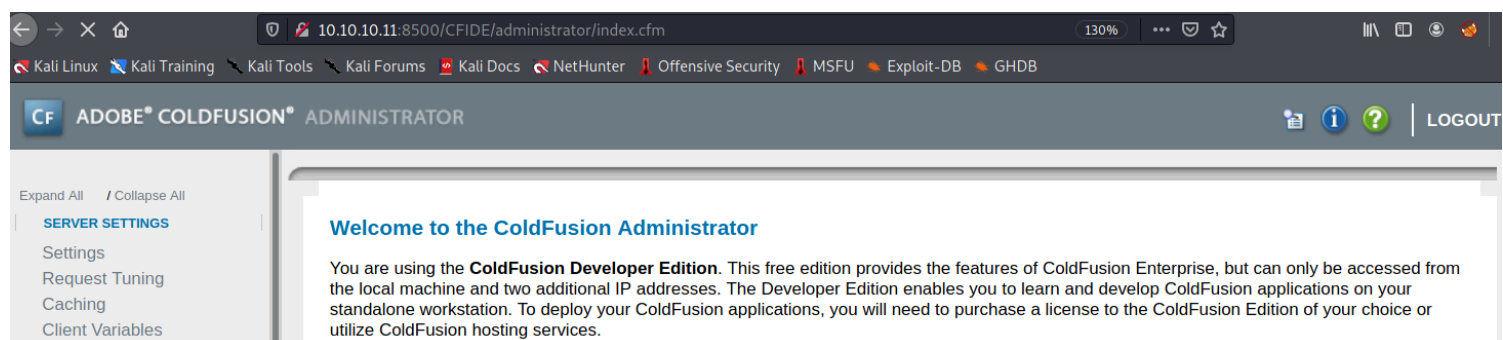 10.10.10.11:8500/CFIDE/administrator/index.cfm 130%
Kali Linux Kali Training Kali Tools Kali Forums Kali Docs NetHunter Offensive Security MSFU Exploit-DB GHDB
CF ADOBE® COLDFUSION® ADMINISTRATOR LOGOUT
Expand All / Collapse All
SERVER SETTINGS
Settings
Request Tuning
Caching
Client Variables
Welcome to the ColdFusion Administrator
You are using the ColdFusion Developer Edition. This free edition provides the features of ColdFusion Enterprise, but can only be accessed from
the local machine and two additional IP addresses. The Developer Edition enables you to learn and develop ColdFusion applications on your
standalone workstation. To deploy your ColdFusion applications, you will need to purchase a license to the ColdFusion Edition of your choice or
utilize ColdFusion hosting services.